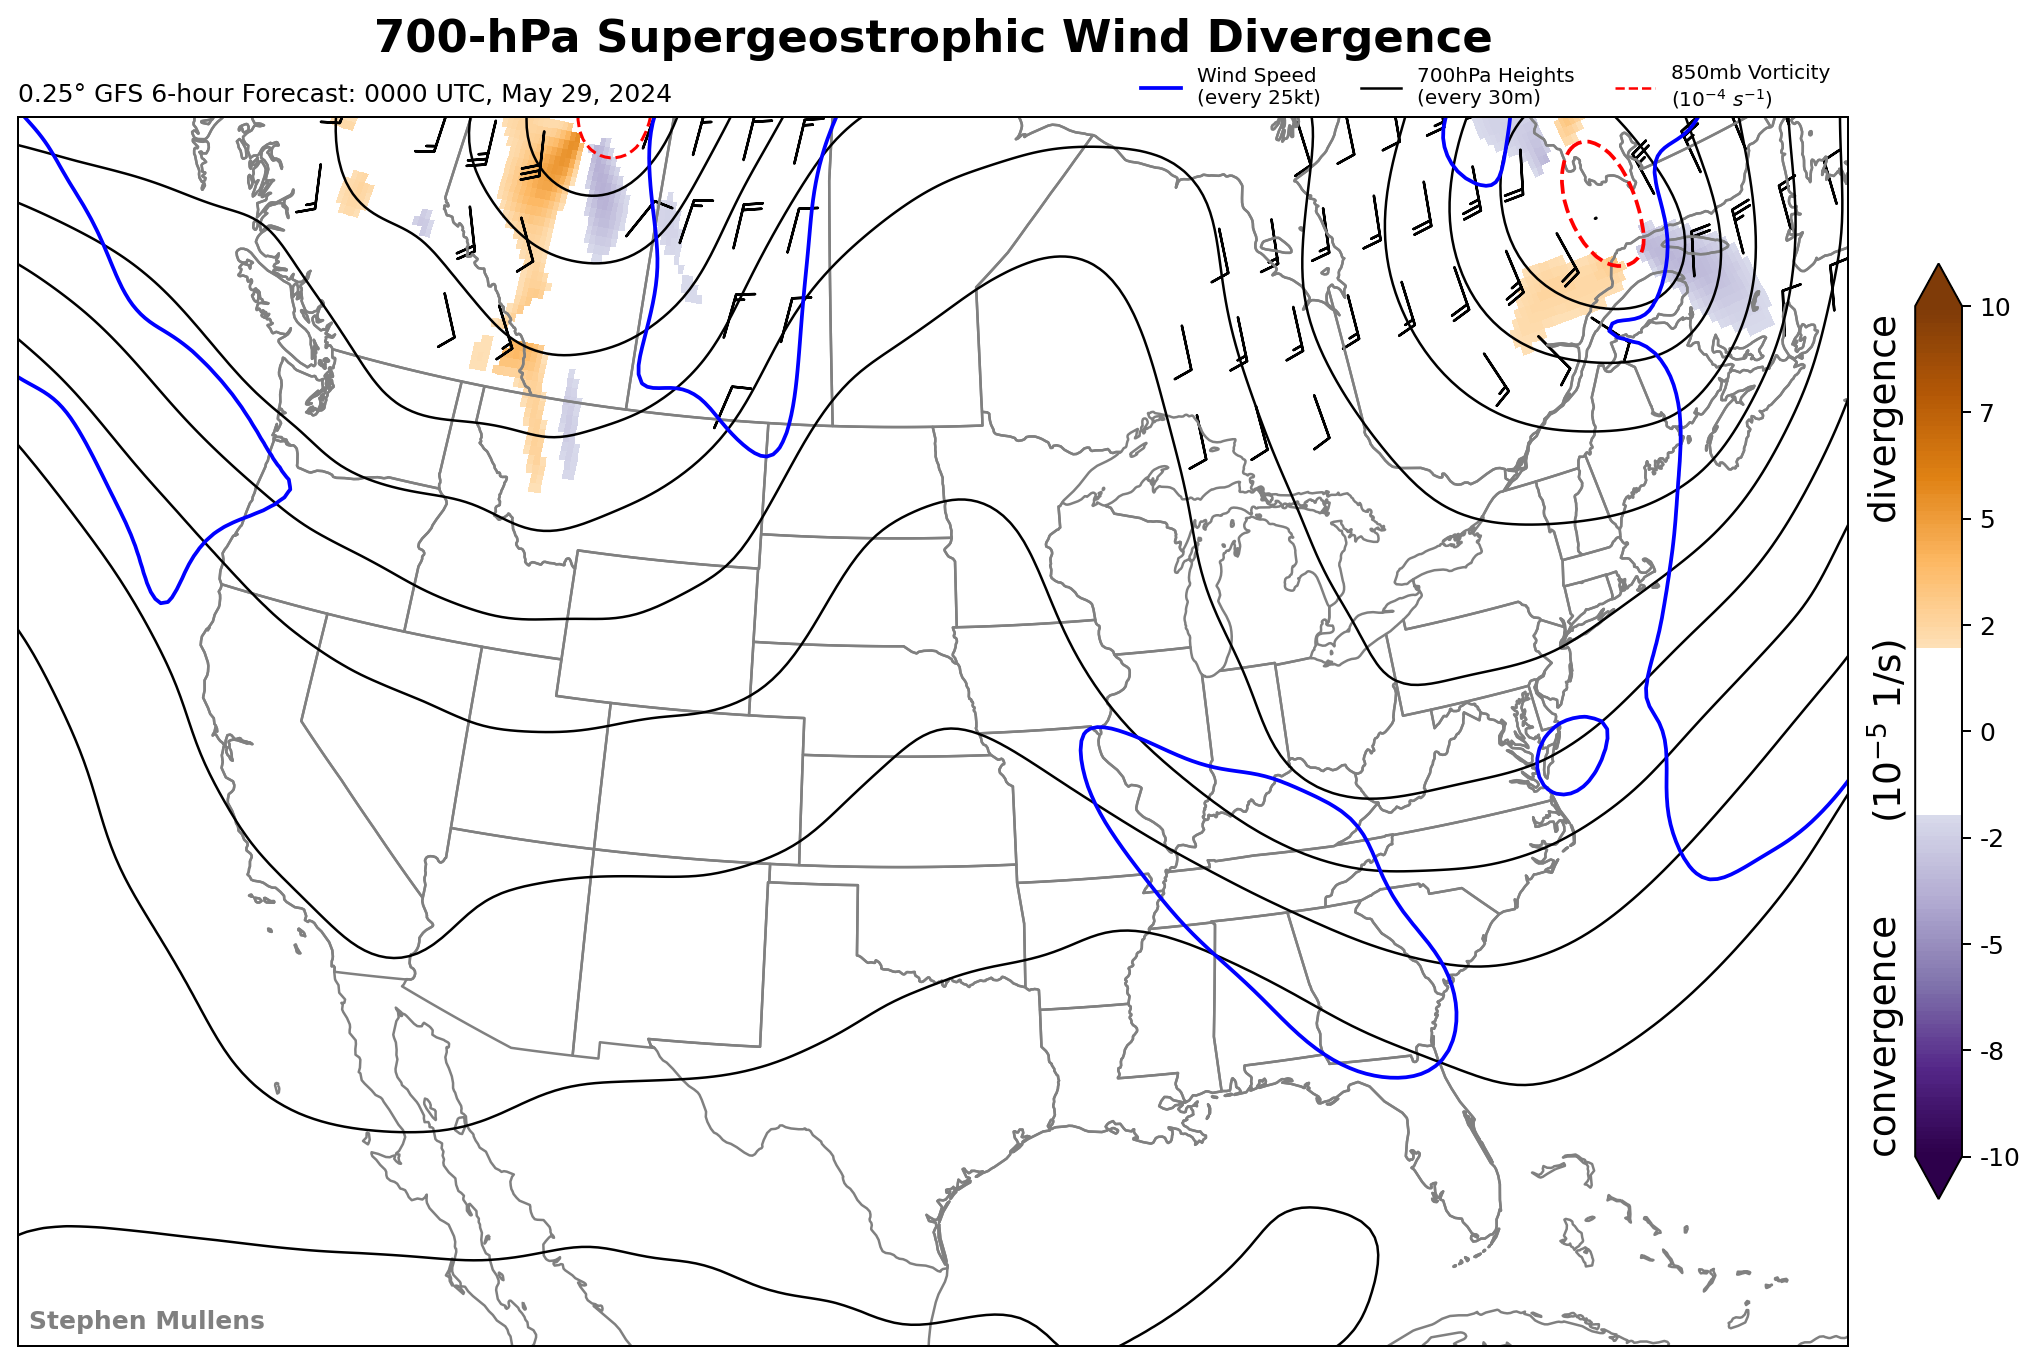 700-hPa Supergeostrophic Wind Divergence
0.25° GFS 6-hour Forecast: 0000 UTC, May 29, 2024
Wind Speed
(every 25kt)
700hPa Heights
(every 30m)
850mb Vorticity
(10⁻⁴ s⁻¹)
10
7
5
2
0
-2
-5
-8
-10
convergence (10⁻⁵ 1/s) divergence
Stephen Mullens